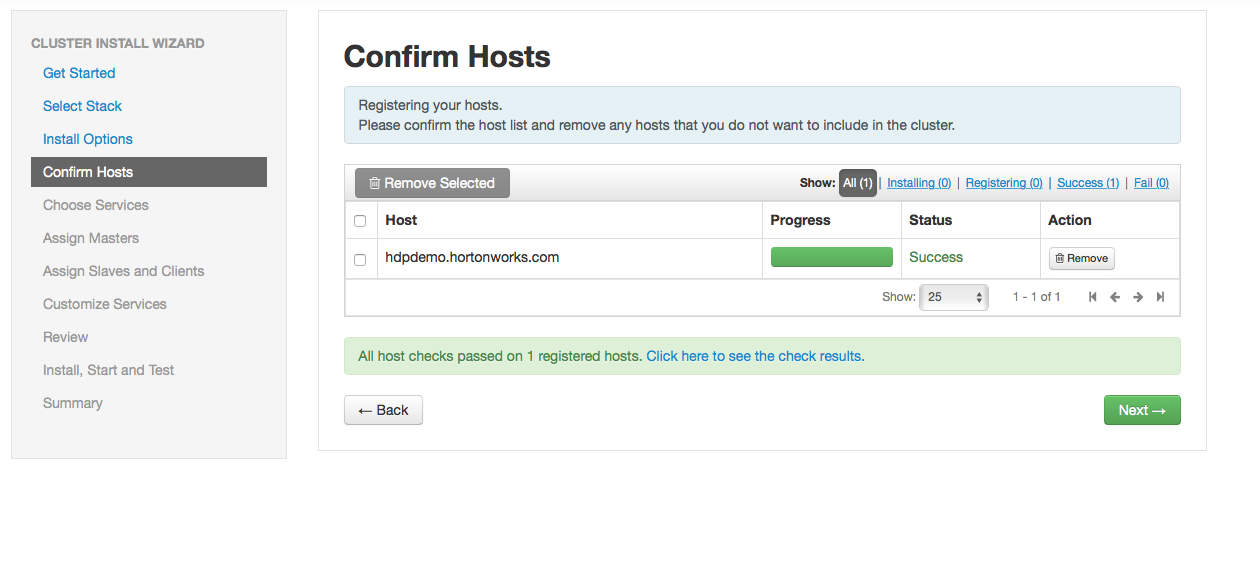 CLUSTER INSTALL WIZARD
Get Started
Select Stack
Install Options
Confirm Hosts
Choose Services
Assign Masters
Assign Slaves and Clients
Customize Services
Review
Install, Start and Test
Summary
Confirm Hosts
Registering your hosts.
Please confirm the host list and remove any hosts that you do not want to include in the cluster.
Remove Selected Show: All (1) | Installing (0) | Registering (0) | Success (1) | Fail (0)
Host Progress Status Action
hdpdemo.hortonworks.com Success Remove
Show: 25 1 - 1 of 1
All host checks passed on 1 registered hosts. Click here to see the check results.
← Back Next →